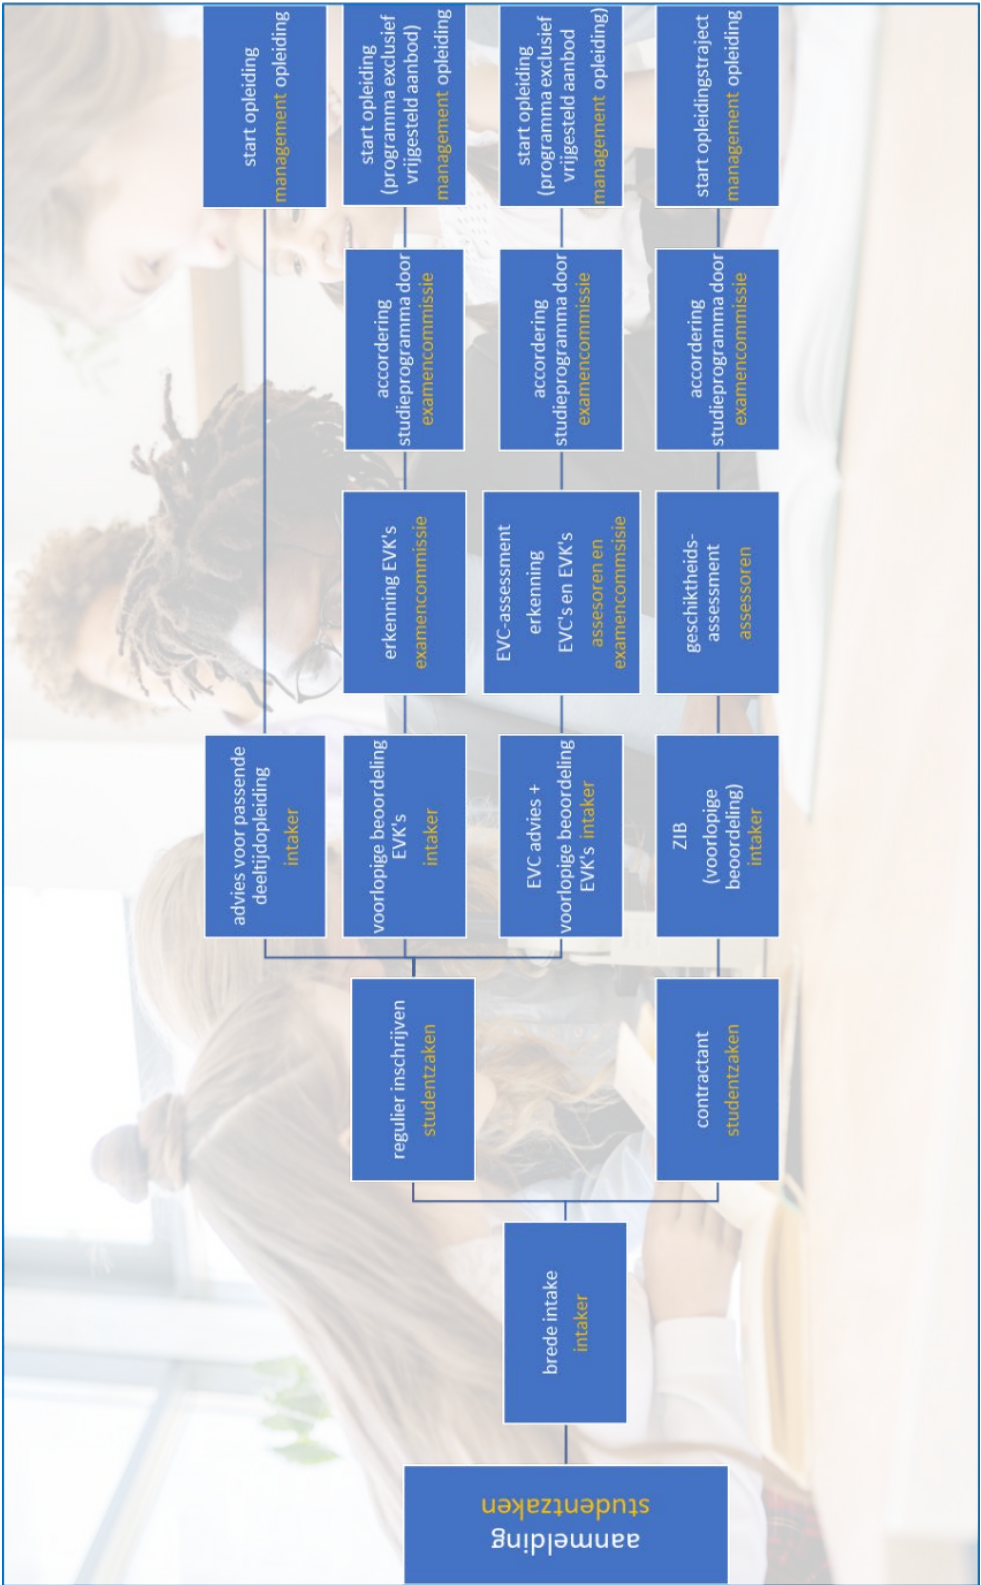 aanmelding
studentzaken
brede intake
intaker
regulier inschrijven
studentzaken
contractant
studentzaken
advies voor passende
deeltijdopleiding
intaker
voorlopige beoordeling
EVK's
intaker
EVC advies +
voorlopige beoordeling
EVK's intaker
ZIB
(voorlopige
beoordeling)
intaker
erkenning EVK's
examencommissie
EVC-assessment
erkenning
EVC's en EVK's
assesoren en
examencommsisie
geschiktheids-
assessment
assessoren
accordering
studieprogramma door
examencommissie
accordering
studieprogramma door
examencommissie
accordering
studieprogramma door
examencommissie
start opleiding
management opleiding
start opleiding
(programma exclusief
vrijgesteld aanbod)
management opleiding
start opleiding
(programma exclusief
vrijgesteld aanbod
management opleiding)
start opleidingstraject
management opleiding